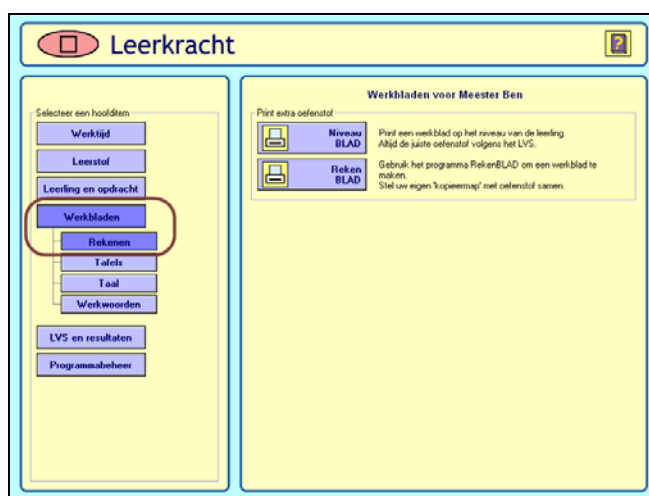 Leerkracht
Selecteer een hoofditem
Werktijd
Leerstof
Leerling en opdracht
Werkbladen
Rekenen
Tafels
Taal
Werkwoorden
LVS en resultaten
Programmabeheer
Werkbladen voor Meester Ben
Print extra oefenstof
Niveau
BLAD
Print een werkblad op het niveau van de leerling.
Altijd de juiste oefenstof volgens het LVS.
Reken
BLAD
Gebruik het programma RekenBLAD om een werkblad te
maken.
Stel uw eigen 'kopieermap' met oefenstof samen.